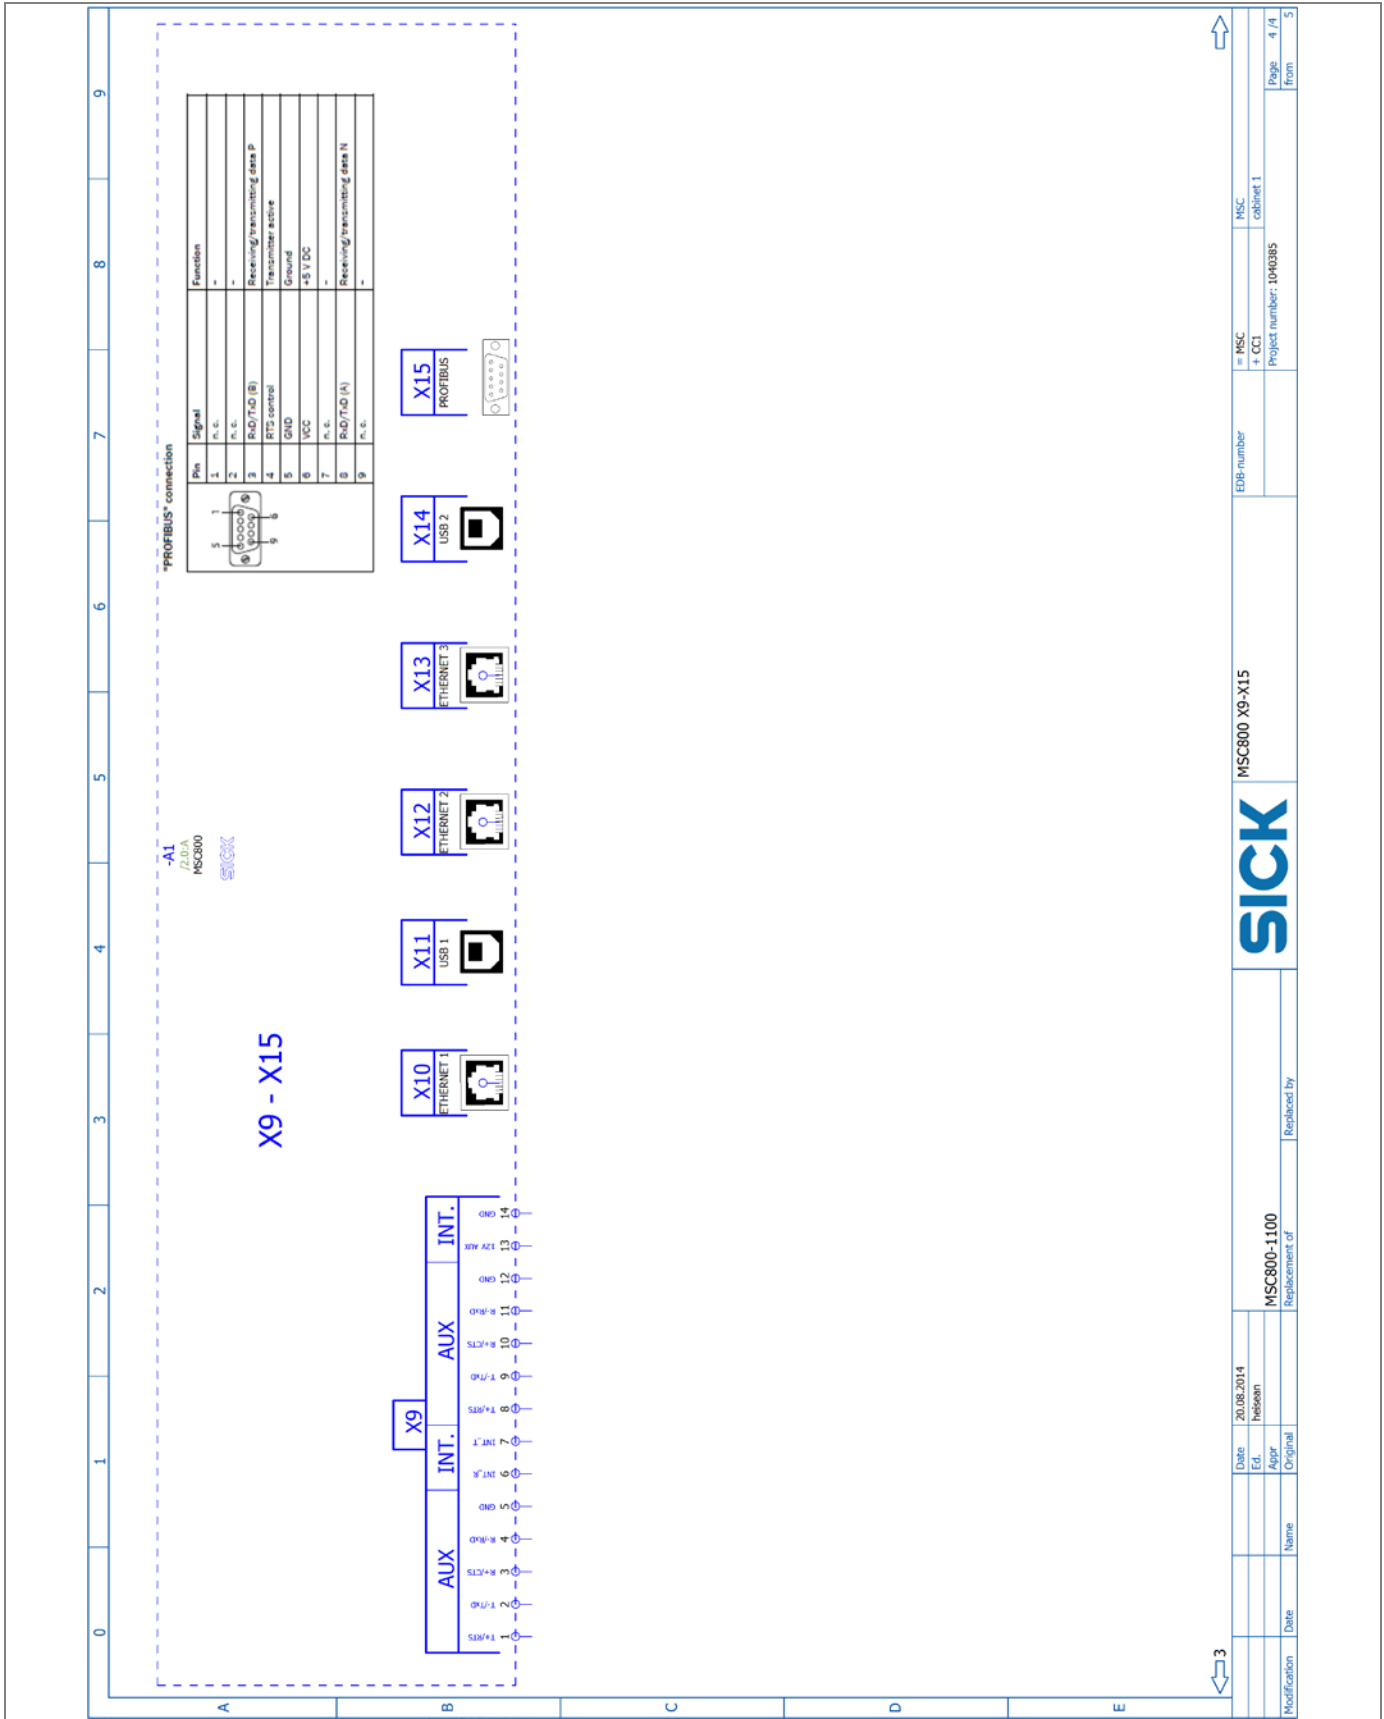 0 1 2 3 4 5 6 7 8 9
A
B
C
D
E
-A1
/2.0:A
MSC800
SICK
X9 - X15
"PROFIBUS" connection
Pin Signal Function
1 n. c. -
2 n. c. -
3 RxD/TxD (B) Receiving/transmitting data P
4 RTS control Transmitter active
5 GND Ground
6 VCC +5 V DC
7 n. c. -
8 RxD/TxD (A) Receiving/transmitting data N
9 n. c. -
5 1
9 6
X9
AUX INT. AUX INT.
T+/RTS T-/TxD R+/CTS R-/RxD GND INT_R INT_T T+/RTS T-/TxD R+/CTS R-/RxD GND 12V AUX GND
1 2 3 4 5 6 7 8 9 10 11 12 13 14
X10
ETHERNET 1
X11
USB 1
X12
ETHERNET 2
X13
ETHERNET 3
X14
USB 2
X15
PROFIBUS
3
Modification Date Name
Date 20.08.2014
Ed. heisean
Appr
Original
MSC800-1100
Replacement of
Replaced by
SICK
MSC800 X9-X15
EDB-number
= MSC MSC
+ CC1 cabinet 1
Project number: 1040385
Page 4 /4
from 5